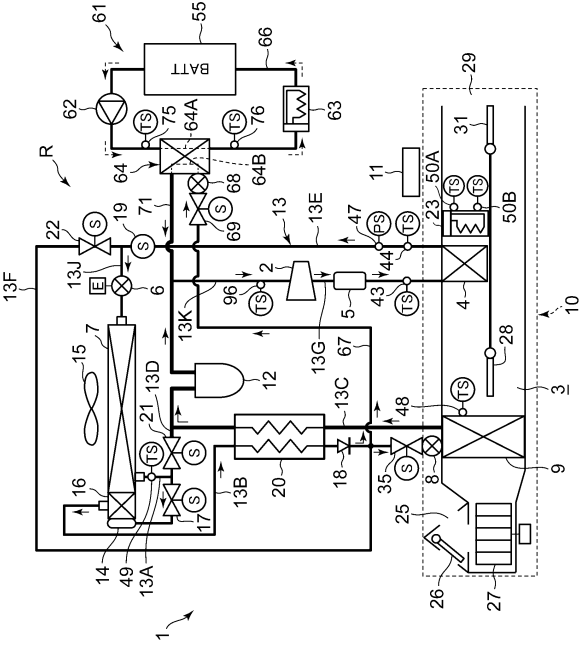 1
13F
R
22
S
13J
62
61
14
16
15
7
E
6
19
S
49
13A
TS
13D
21
TS
75
55
BATT
17
S
S
71
64
64A
13B
12
68
64B
TS
76
66
69
S
20
96
TS
13K
2
13
13E
63
18
13C
13G
5
67
47
PS
35
S
43
TS
44
TS
11
25
26
8
48
TS
4
23
50A
TS
TS
50B
27
9
28
31
29
3
10